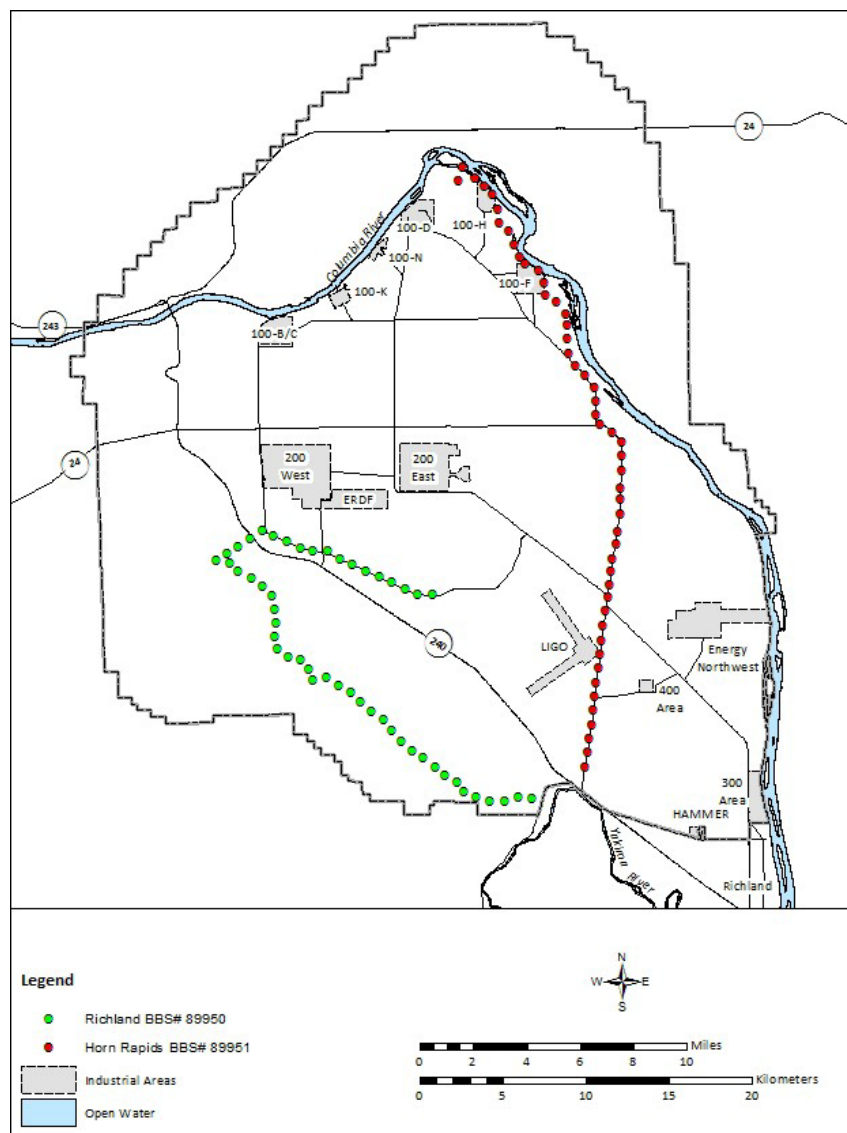 24
Columbia River
100-D
100-H
100-N
100-F
100-K
243
100-B/C
24
200
West
200
East
ERDF
240
LIGO
Energy
Northwest
400
Area
300
Area
HAMMER
Yakima
River
Richland
Legend
Richland BBS# 89950
Horn Rapids BBS# 89951
Industrial Areas
Open Water
N
W
E
S
Miles
0 2 4 6 8 10
Kilometers
0 5 10 15 20